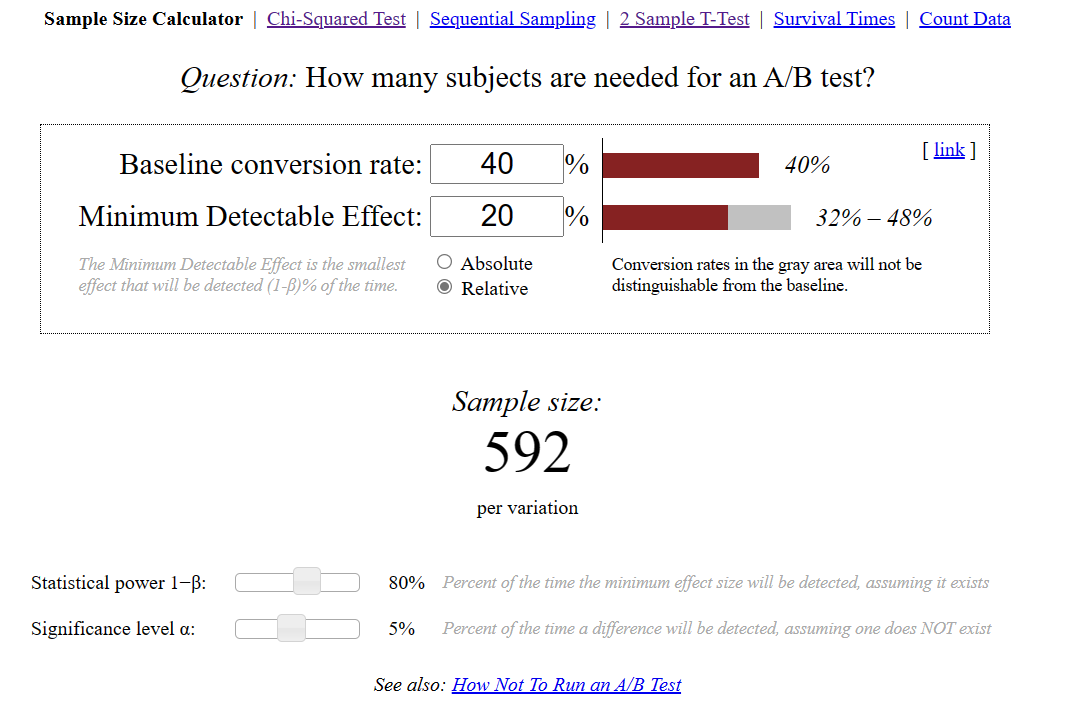 Sample Size Calculator | Chi-Squared Test | Sequential Sampling | 2 Sample T-Test | Survival Times | Count Data
Question: How many subjects are needed for an A/B test?
[ link ]
Baseline conversion rate: 40 % 40%
Minimum Detectable Effect: 20 % 32% – 48%
The Minimum Detectable Effect is the smallest
effect that will be detected (1-β)% of the time.
Absolute
Relative
Conversion rates in the gray area will not be
distinguishable from the baseline.
Sample size:
592
per variation
Statistical power 1−β: 80% Percent of the time the minimum effect size will be detected, assuming it exists
Significance level α: 5% Percent of the time a difference will be detected, assuming one does NOT exist
See also: How Not To Run an A/B Test